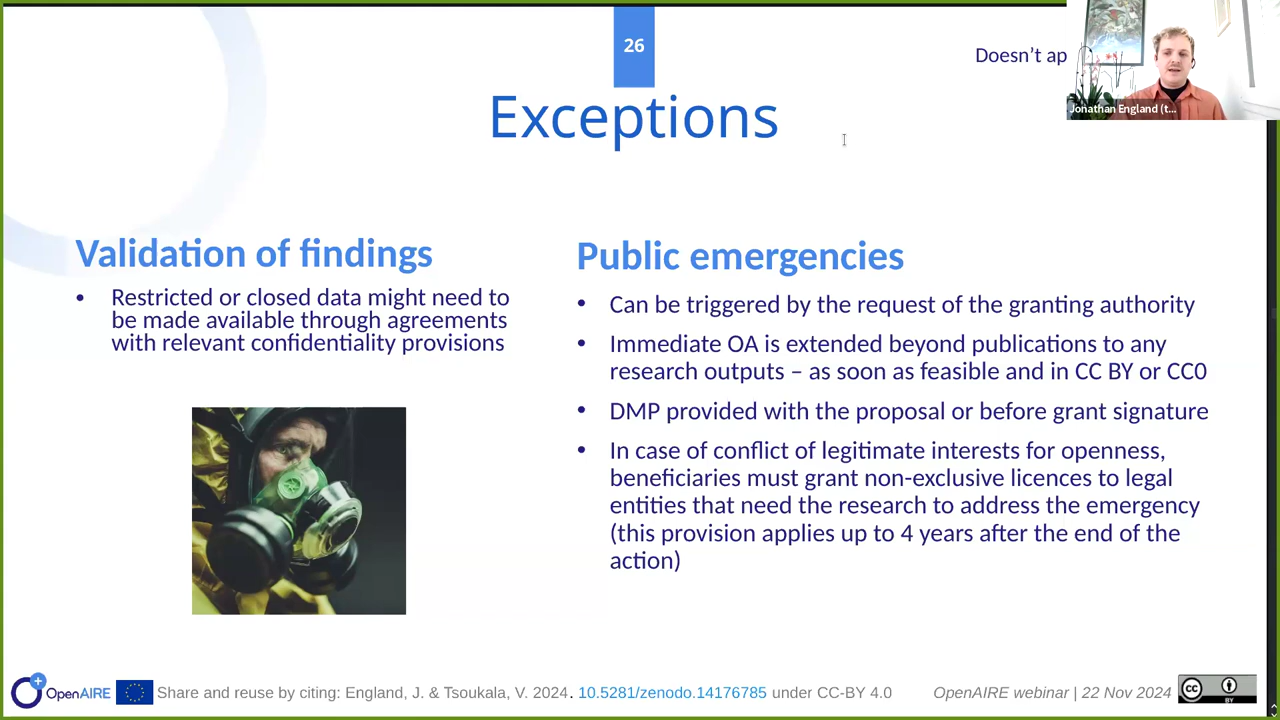 26
Doesn't ap
Jonathan England (t...
Exceptions
Validation of findings
• Restricted or closed data might need to
be made available through agreements
with relevant confidentiality provisions
Public emergencies
• Can be triggered by the request of the granting authority
• Immediate OA is extended beyond publications to any
research outputs – as soon as feasible and in CC BY or CC0
• DMP provided with the proposal or before grant signature
• In case of conflict of legitimate interests for openness,
beneficiaries must grant non-exclusive licences to legal
entities that need the research to address the emergency
(this provision applies up to 4 years after the end of the
action)
OpenAIRE Share and reuse by citing: England, J. & Tsoukala, V. 2024. 10.5281/zenodo.14176785 under CC-BY 4.0 OpenAIRE webinar | 22 Nov 2024 cc BY